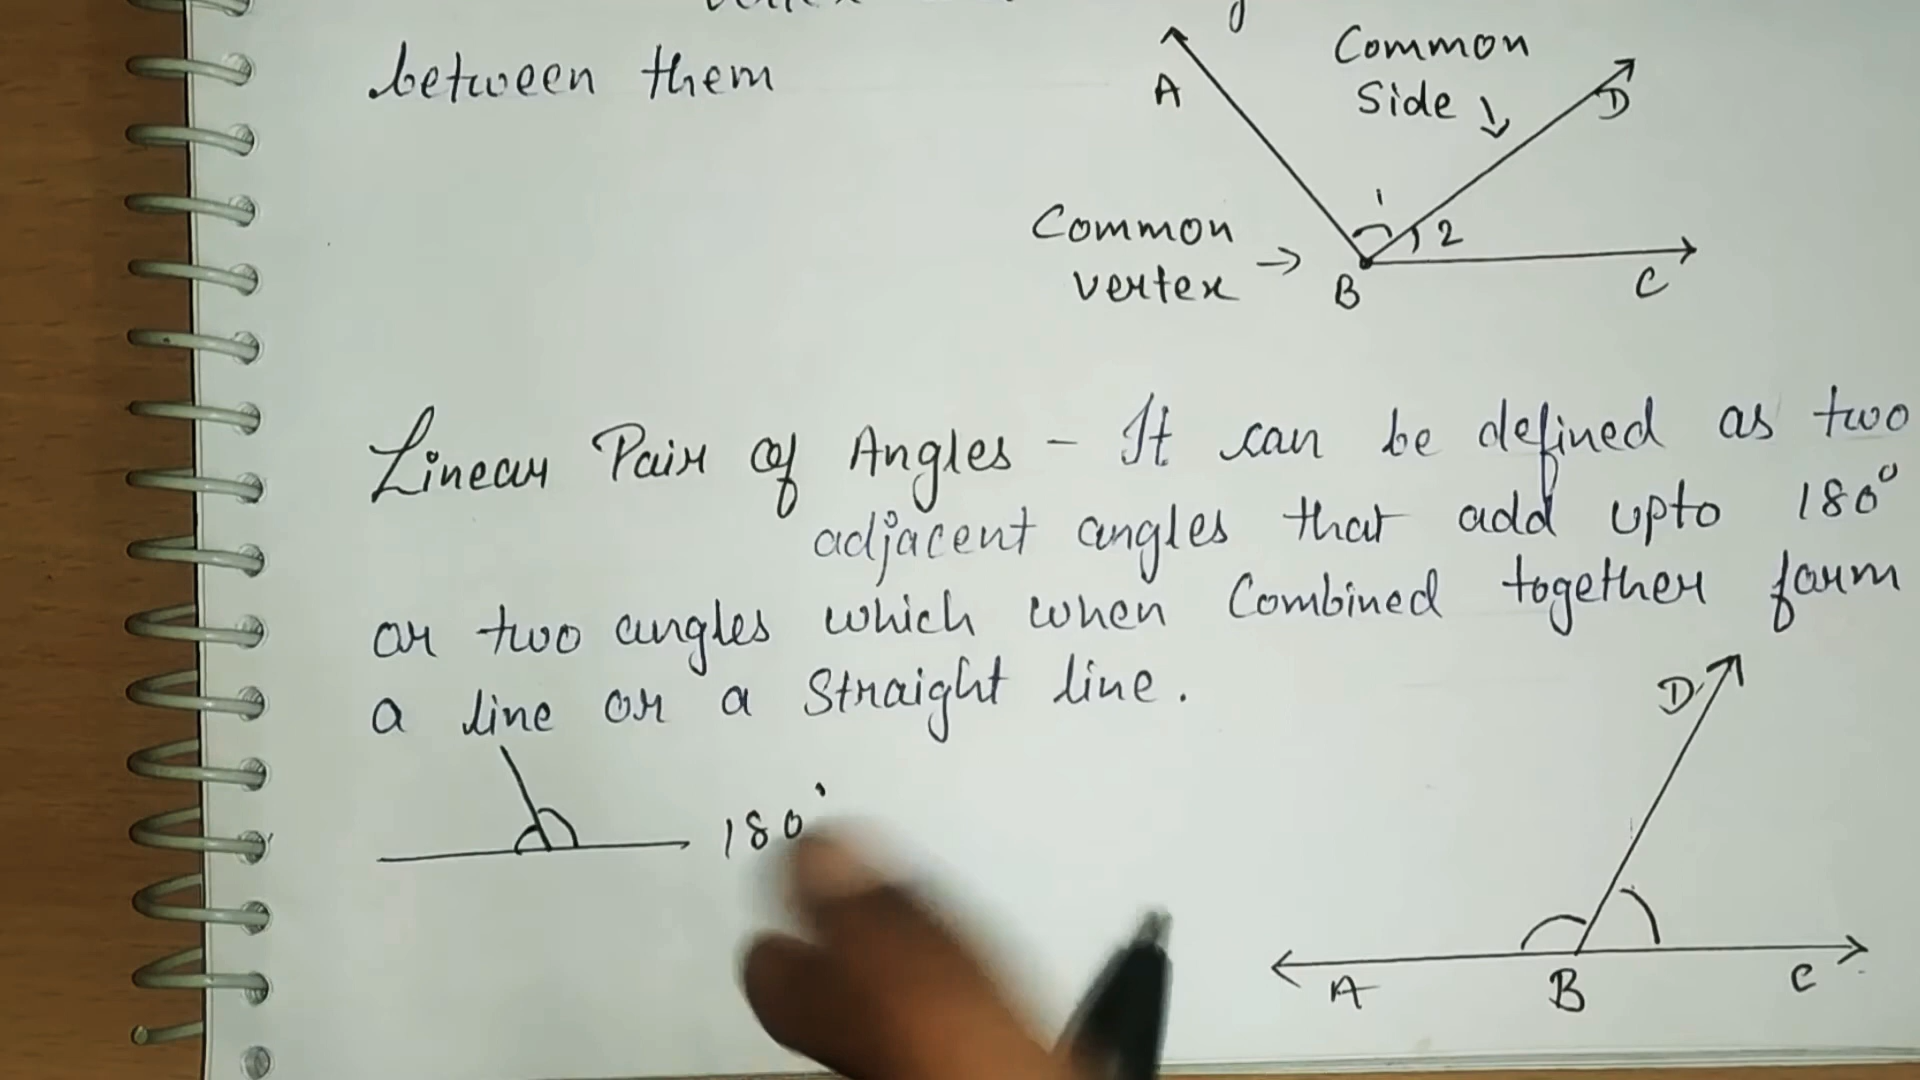 between them
Common
Side
A
D
1
2
Common
vertex
B
C
Linear Pair of Angles - It can be defined as two
adjacent angles that add upto 180°
or two angles which when Combined together form
a line or a Straight line.
D
180°
A
B
C